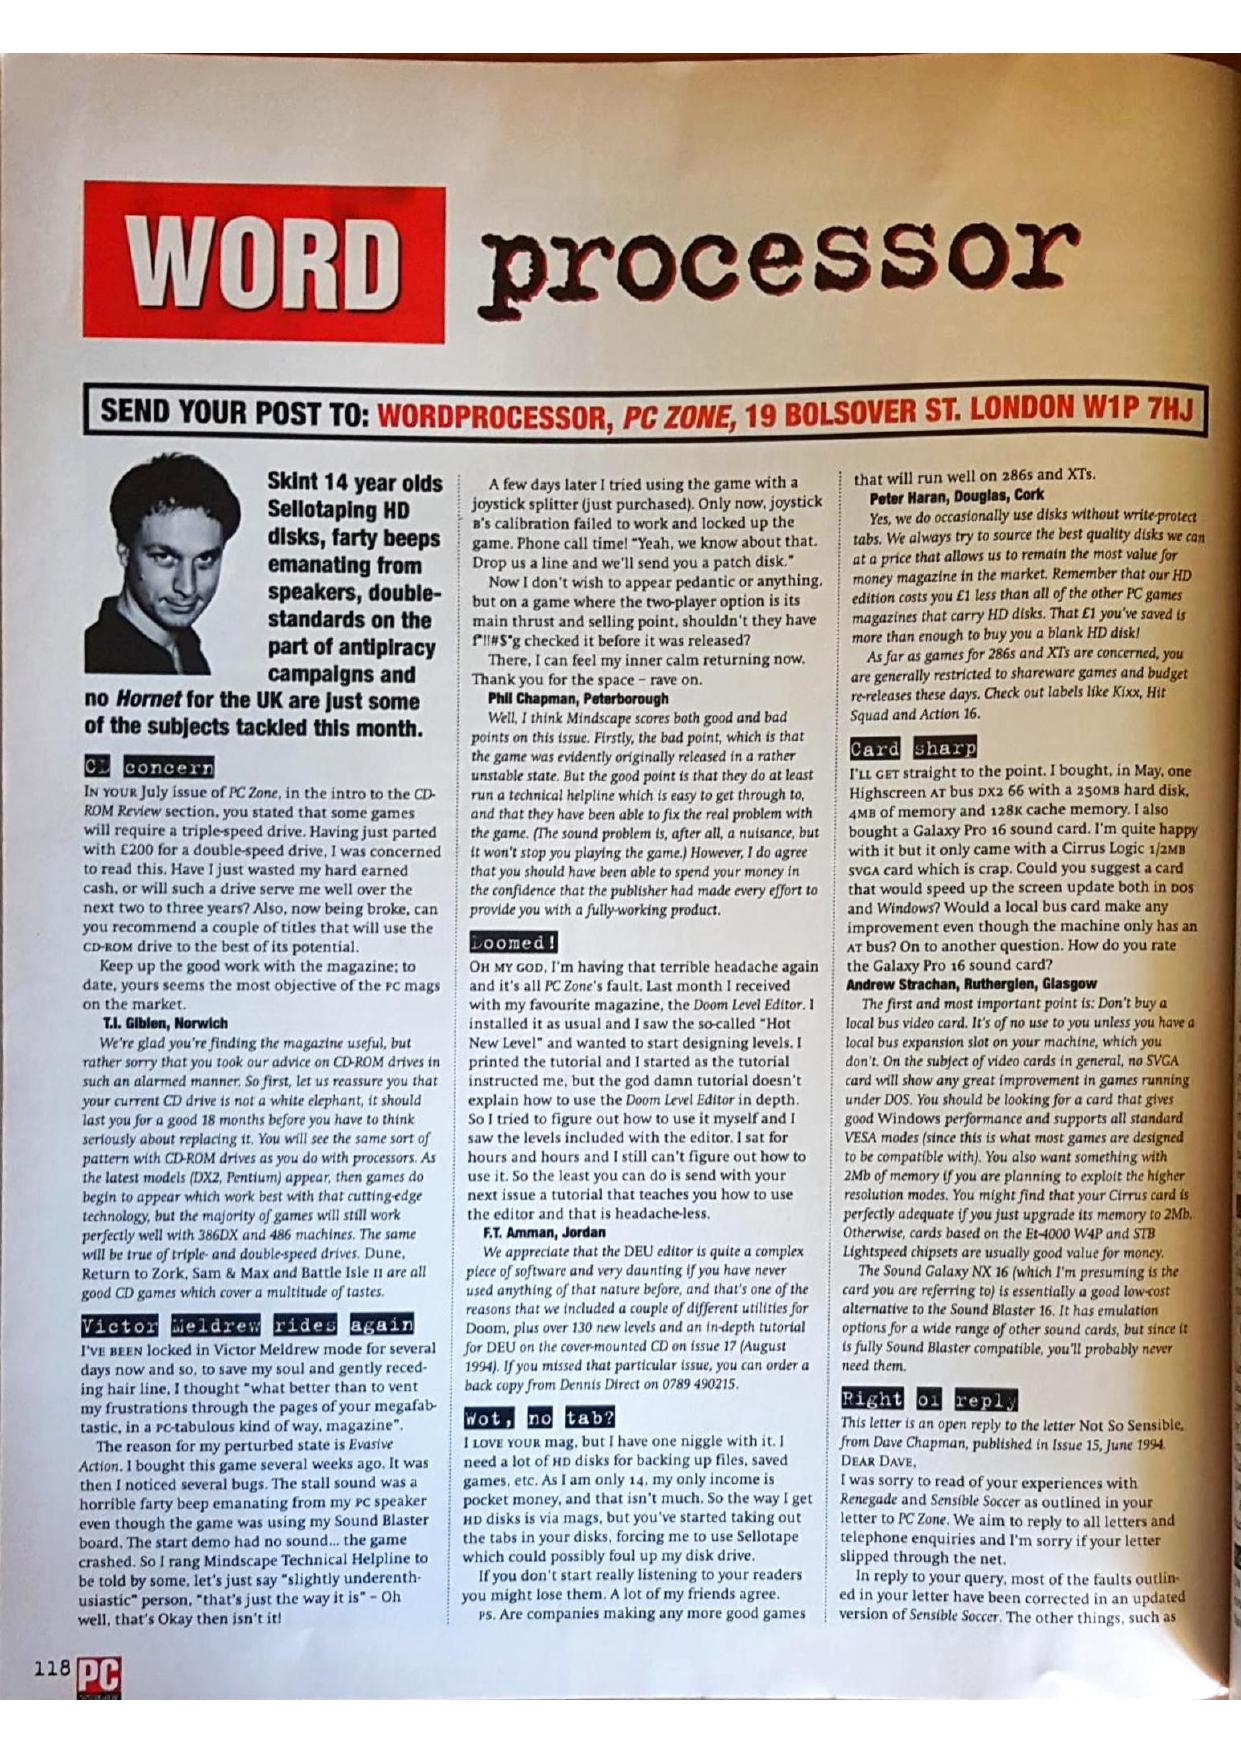 WORD processor
SEND YOUR POST TO: WORDPROCESSOR, PC ZONE, 19 BOLSOVER ST. LONDON W1P 7HJ
Skint 14 year olds
Sellotaping HD
disks, farty beeps
emanating from
speakers, double-
standards on the
part of antipiracy
campaigns and
no Hornet for the UK are just some
of the subjects tackled this month.
CD concern
IN YOUR July issue of PC Zone, in the intro to the CD-
ROM Review section, you stated that some games
will require a triple-speed drive. Having just parted
with £200 for a double-speed drive, I was concerned
to read this. Have I just wasted my hard earned
cash, or will such a drive serve me well over the
next two to three years? Also, now being broke, can
you recommend a couple of titles that will use the
CD-ROM drive to the best of its potential.
Keep up the good work with the magazine; to
date, yours seems the most objective of the PC mags
on the market.
T.I. Giblen, Norwich
We're glad you're finding the magazine useful, but
rather sorry that you took our advice on CD-ROM drives in
such an alarmed manner. So first, let us reassure you that
your current CD drive is not a white elephant, it should
last you for a good 18 months before you have to think
seriously about replacing it. You will see the same sort of
pattern with CD-ROM drives as you do with processors. As
the latest models (DX2, Pentium) appear, then games do
begin to appear which work best with that cutting-edge
technology, but the majority of games will still work
perfectly well with 386DX and 486 machines. The same
will be true of triple- and double-speed drives. Dune,
Return to Zork, Sam & Max and Battle Isle II are all
good CD games which cover a multitude of tastes.
Victor Meldrew rides again
I'VE BEEN locked in Victor Meldrew mode for several
days now and so, to save my soul and gently reced-
ing hair line, I thought "what better than to vent
my frustrations through the pages of your megafab-
tastic, in a PC-tabulous kind of way, magazine".
The reason for my perturbed state is Evasive
Action. I bought this game several weeks ago. It was
then I noticed several bugs. The stall sound was a
horrible farty beep emanating from my PC speaker
even though the game was using my Sound Blaster
board. The start demo had no sound... the game
crashed. So I rang Mindscape Technical Helpline to
be told by some, let's just say "slightly underenth-
usiastic" person, "that's just the way it is" – Oh
well, that's Okay then isn't it!
A few days later I tried using the game with a
joystick splitter (just purchased). Only now, joystick
B's calibration failed to work and locked up the
game. Phone call time! "Yeah, we know about that.
Drop us a line and we'll send you a patch disk."
Now I don't wish to appear pedantic or anything,
but on a game where the two-player option is its
main thrust and selling point, shouldn't they have
f*!!#$*g checked it before it was released?
There, I can feel my inner calm returning now.
Thank you for the space – rave on.
Phil Chapman, Peterborough
Well, I think Mindscape scores both good and bad
points on this issue. Firstly, the bad point, which is that
the game was evidently originally released in a rather
unstable state. But the good point is that they do at least
run a technical helpline which is easy to get through to,
and that they have been able to fix the real problem with
the game. (The sound problem is, after all, a nuisance, but
it won't stop you playing the game.) However, I do agree
that you should have been able to spend your money in
the confidence that the publisher had made every effort to
provide you with a fully-working product.
Doomed!
OH MY GOD, I'm having that terrible headache again
and it's all PC Zone's fault. Last month I received
with my favourite magazine, the Doom Level Editor. I
installed it as usual and I saw the so-called "Hot
New Level" and wanted to start designing levels. I
printed the tutorial and I started as the tutorial
instructed me, but the god damn tutorial doesn't
explain how to use the Doom Level Editor in depth.
So I tried to figure out how to use it myself and I
saw the levels included with the editor. I sat for
hours and hours and I still can't figure out how to
use it. So the least you can do is send with your
next issue a tutorial that teaches you how to use
the editor and that is headache-less.
F.T. Amman, Jordan
We appreciate that the DEU editor is quite a complex
piece of software and very daunting if you have never
used anything of that nature before, and that's one of the
reasons that we included a couple of different utilities for
Doom, plus over 130 new levels and an in-depth tutorial
for DEU on the cover-mounted CD on issue 17 (August
1994). If you missed that particular issue, you can order a
back copy from Dennis Direct on 0789 490215.
Wot, no tab?
I LOVE YOUR mag, but I have one niggle with it. I
need a lot of HD disks for backing up files, saved
games, etc. As I am only 14, my only income is
pocket money, and that isn't much. So the way I get
HD disks is via mags, but you've started taking out
the tabs in your disks, forcing me to use Sellotape
which could possibly foul up my disk drive.
If you don't start really listening to your readers
you might lose them. A lot of my friends agree.
PS. Are companies making any more good games
that will run well on 286s and XTs.
Peter Haran, Douglas, Cork
Yes, we do occasionally use disks without write-protect
tabs. We always try to source the best quality disks we can
at a price that allows us to remain the most value for
money magazine in the market. Remember that our HD
edition costs you £1 less than all of the other PC games
magazines that carry HD disks. That £1 you've saved is
more than enough to buy you a blank HD disk!
As far as games for 286s and XTs are concerned, you
are generally restricted to shareware games and budget
re-releases these days. Check out labels like Kixx, Hit
Squad and Action 16.
Card sharp
I'LL GET straight to the point. I bought, in May, one
Highscreen AT bus DX2 66 with a 250MB hard disk,
4MB of memory and 128K cache memory. I also
bought a Galaxy Pro 16 sound card. I'm quite happy
with it but it only came with a Cirrus Logic 1/2MB
SVGA card which is crap. Could you suggest a card
that would speed up the screen update both in DOS
and Windows? Would a local bus card make any
improvement even though the machine only has an
AT bus? On to another question. How do you rate
the Galaxy Pro 16 sound card?
Andrew Strachan, Rutherglen, Glasgow
The first and most important point is: Don't buy a
local bus video card. It's of no use to you unless you have a
local bus expansion slot on your machine, which you
don't. On the subject of video cards in general, no SVGA
card will show any great improvement in games running
under DOS. You should be looking for a card that gives
good Windows performance and supports all standard
VESA modes (since this is what most games are designed
to be compatible with). You also want something with
2Mb of memory if you are planning to exploit the higher
resolution modes. You might find that your Cirrus card is
perfectly adequate if you just upgrade its memory to 2Mb.
Otherwise, cards based on the Et-4000 W4P and STB
Lightspeed chipsets are usually good value for money.
The Sound Galaxy NX 16 (which I'm presuming is the
card you are referring to) is essentially a good low-cost
alternative to the Sound Blaster 16. It has emulation
options for a wide range of other sound cards, but since it
is fully Sound Blaster compatible, you'll probably never
need them.
Right of reply
This letter is an open reply to the letter Not So Sensible,
from Dave Chapman, published in Issue 15, June 1994.
DEAR DAVE,
I was sorry to read of your experiences with
Renegade and Sensible Soccer as outlined in your
letter to PC Zone. We aim to reply to all letters and
telephone enquiries and I'm sorry if your letter
slipped through the net.
In reply to your query, most of the faults outlin-
ed in your letter have been corrected in an updated
version of Sensible Soccer. The other things, such as
118 PC